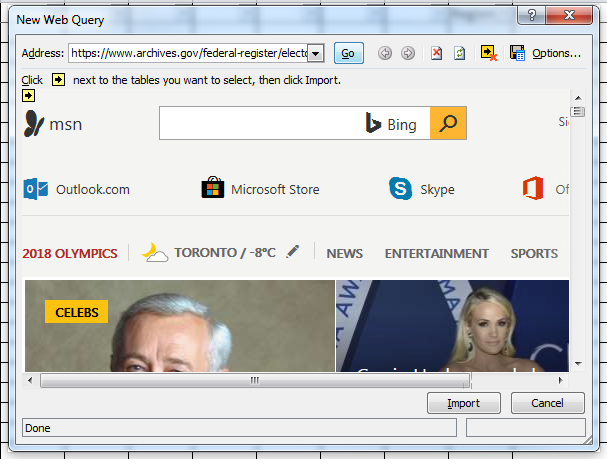 New Web Query
Address: https://www.archives.gov/federal-register/electo Go Options...
Click next to the tables you want to select, then click Import.
msn Bing
Outlook.com Microsoft Store Skype Of
2018 OLYMPICS TORONTO / -8°C NEWS ENTERTAINMENT SPORTS
CELEBS
Import Cancel
Done